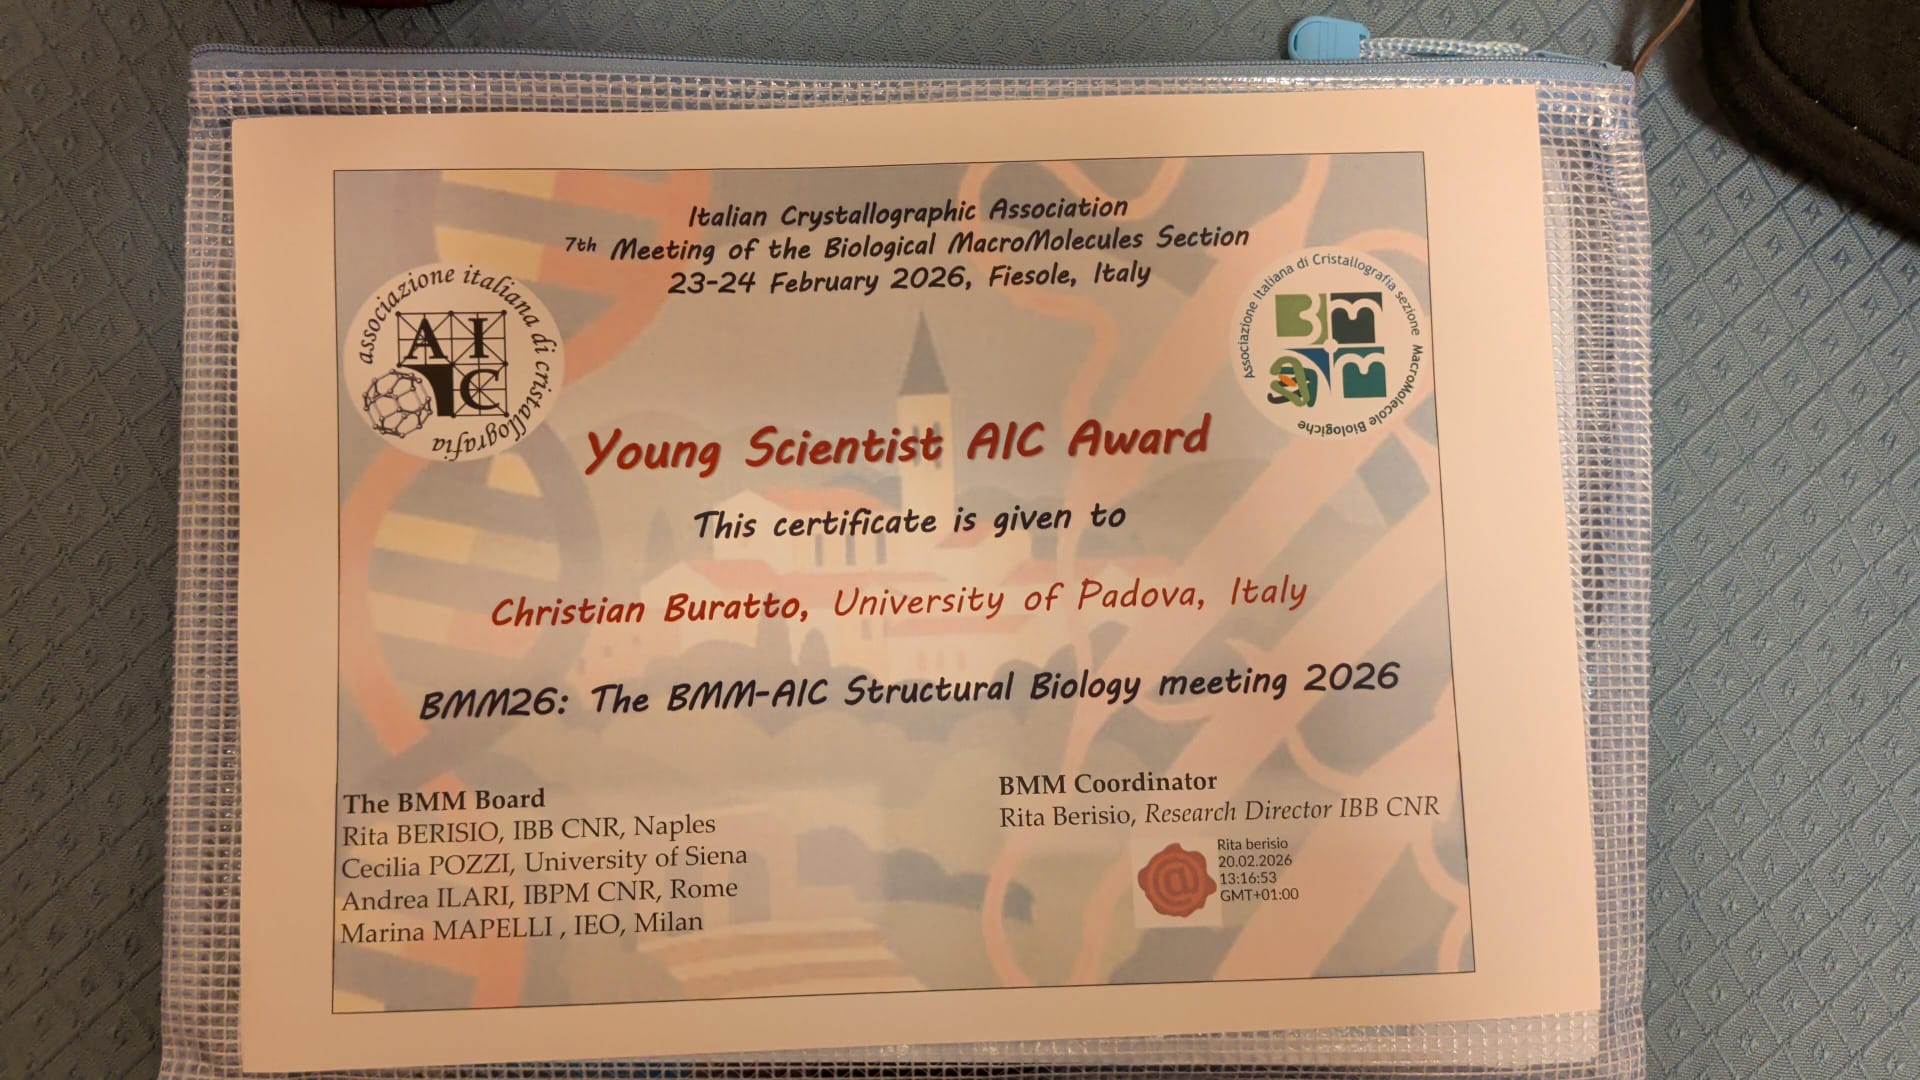 Italian Crystallographic Association
7th Meeting of the Biological MacroMolecules Section
23-24 February 2026, Fiesole, Italy
associazione italiana di cristallografia
A I
C
Associazione Italiana di Cristallografia sezione MacroMolecole Biologiche
Young Scientist AIC Award
This certificate is given to
Christian Buratto, University of Padova, Italy
BMM26: The BMM-AIC Structural Biology meeting 2026
The BMM Board
Rita BERISIO, IBB CNR, Naples
Cecilia POZZI, University of Siena
Andrea ILARI, IBPM CNR, Rome
Marina MAPELLI , IEO, Milan
BMM Coordinator
Rita Berisio, Research Director IBB CNR
Rita berisio
20.02.2026
13:16:53
GMT+01:00
@